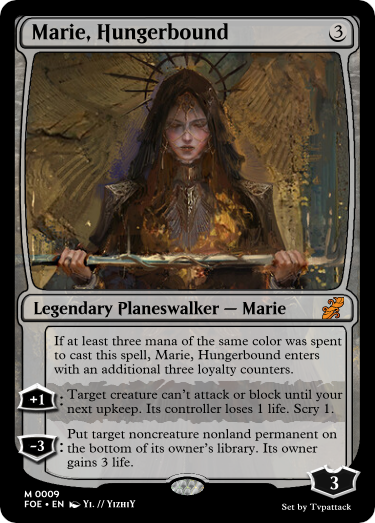 Marie, Hungerbound 3
Legendary Planeswalker — Marie
If at least three mana of the same color was spent
to cast this spell, Marie, Hungerbound enters
with an additional three loyalty counters.
+1: Target creature can't attack or block until your
next upkeep. Its controller loses 1 life. Scry 1.
-3: Put target noncreature nonland permanent on
the bottom of its owner's library. Its owner
gains 3 life.
3
M 0009
FOE • EN Yi. // YizhiY
Set by Tvpattack